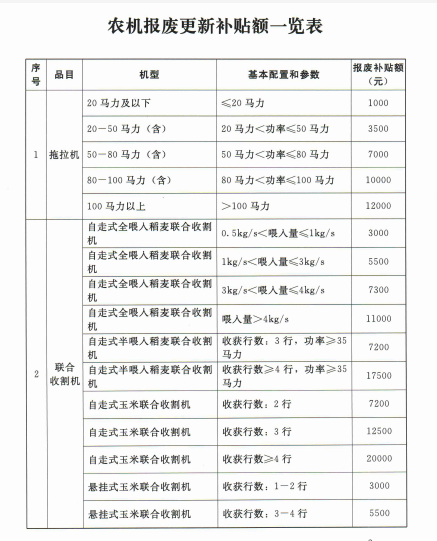 农机报废更新补贴额一览表
序号 品目 机型 基本配置和参数 报废补贴额（元）
1 拖拉机 20马力及以下 ≤20马力 1000
20－50马力（含） 20马力＜功率≤50马力 3500
50－80马力（含） 50马力＜功率≤80马力 7000
80－100马力（含） 80马力＜功率≤100马力 10000
100马力以上 ＞100马力 12000
2 联合收割机 自走式全喂入稻麦联合收割机 0.5kg/s＜喂入量≤1kg/s 3000
自走式全喂入稻麦联合收割机 1kg/s＜喂入量≤3kg/s 5500
自走式全喂入稻麦联合收割机 3kg/s＜喂入量≤4kg/s 7300
自走式全喂入稻麦联合收割机 喂入量＞4kg/s 11000
自走式半喂入稻麦联合收割机 收获行数：3行，功率≥35马力 7200
自走式半喂入稻麦联合收割机 收获行数≥4行，功率≥35马力 17500
自走式玉米联合收割机 收获行数：2行 7200
自走式玉米联合收割机 收获行数：3行 12500
自走式玉米联合收割机 收获行数≥4行 20000
悬挂式玉米联合收割机 收获行数：1－2行 3000
悬挂式玉米联合收割机 收获行数：3－4行 5500